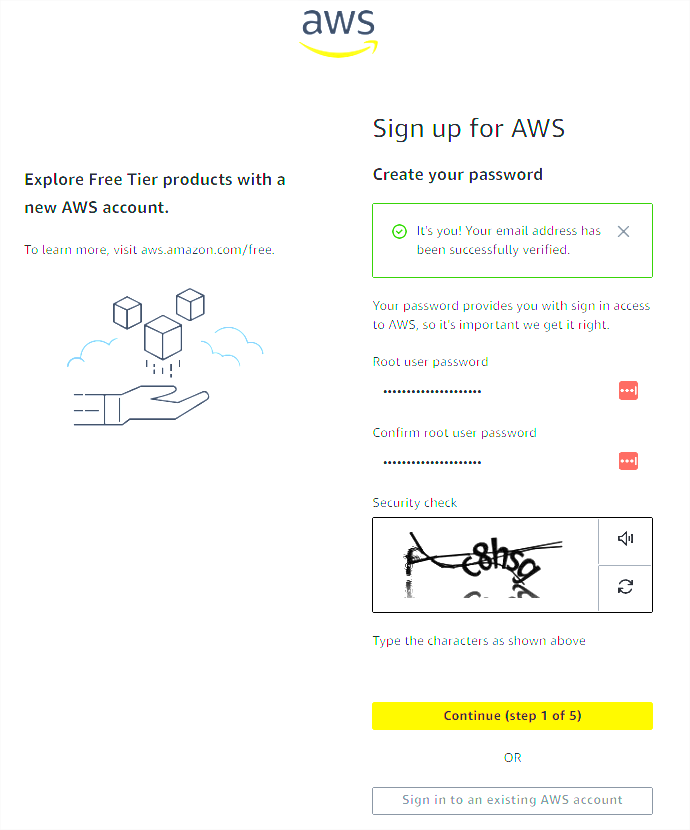 aws
Sign up for AWS
Explore Free Tier products with a
new AWS account.
To learn more, visit aws.amazon.com/free.
Create your password
It's you! Your email address has
been successfully verified.
Your password provides you with sign in access
to AWS, so it's important we get it right.
Root user password
Confirm root user password
Security check
Type the characters as shown above
Continue (step 1 of 5)
OR
Sign in to an existing AWS account